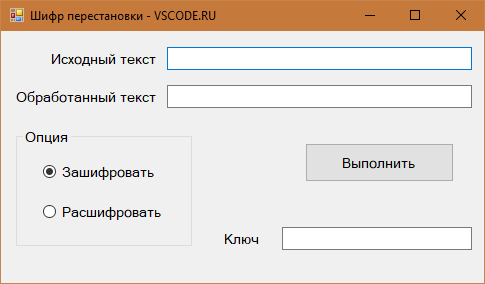 Шифр перестановки - VSCODE.RU
Исходный текст
Обработанный текст
Опция
Зашифровать
Выполнить
Расшифровать
Ключ